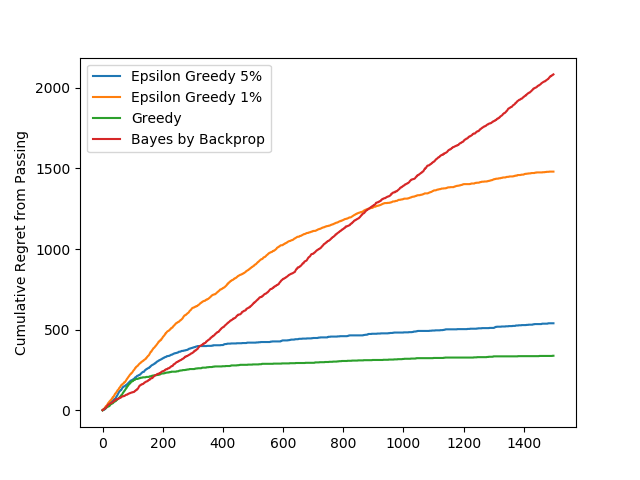 Epsilon Greedy 5%
Epsilon Greedy 1%
Greedy
Bayes by Backprop
Cumulative Regret from Passing
2000
1500
1000
500
0
0 200 400 600 800 1000 1200 1400